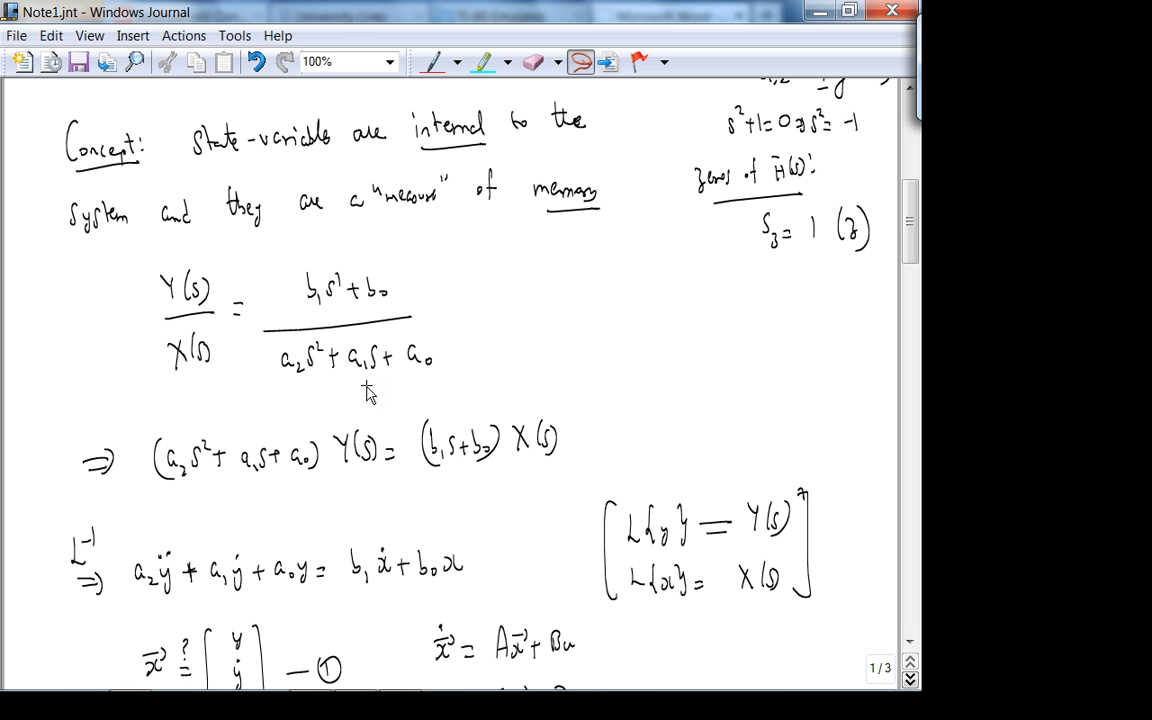 Note1.jnt - Windows Journal
File Edit View Insert Actions Tools Help
100%
s²+1=0 ⇒ s²= -1
Concept: State-variable are internal to the
system and they are a "measure" of memory
zeros of H(s):
S₃= 1 (z)
Y(s)/X(s) = (b₁s¹+b₀)/(a₂s²+a₁s+a₀)
⇒ (a₂s²+a₁s+a₀) Y(s)= (b₁s+b₀) X(s)
L⁻¹
⇒ a₂ÿ + a₁ẏ + a₀y = b₁ẋ + b₀x
[L{y} = Y(s)
L{x} = X(s)]
x⃗ ?= [y
ẏ] — ①
ẋ⃗ = Ax⃗ + Bu
1/3